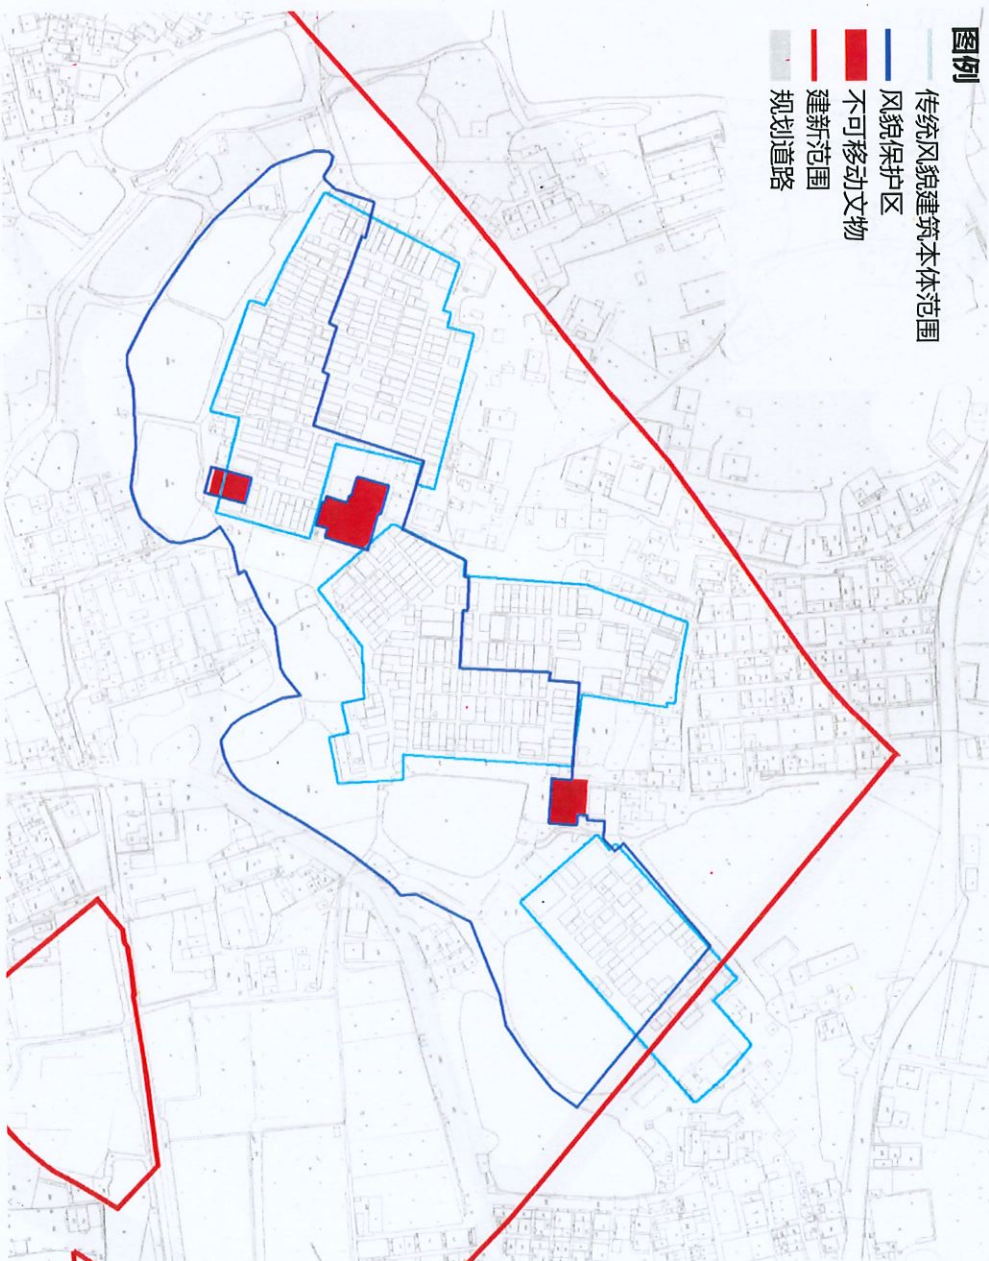 图例
传统风貌建筑本体范围
风貌保护区
不可移动文物
建新范围
规划道路